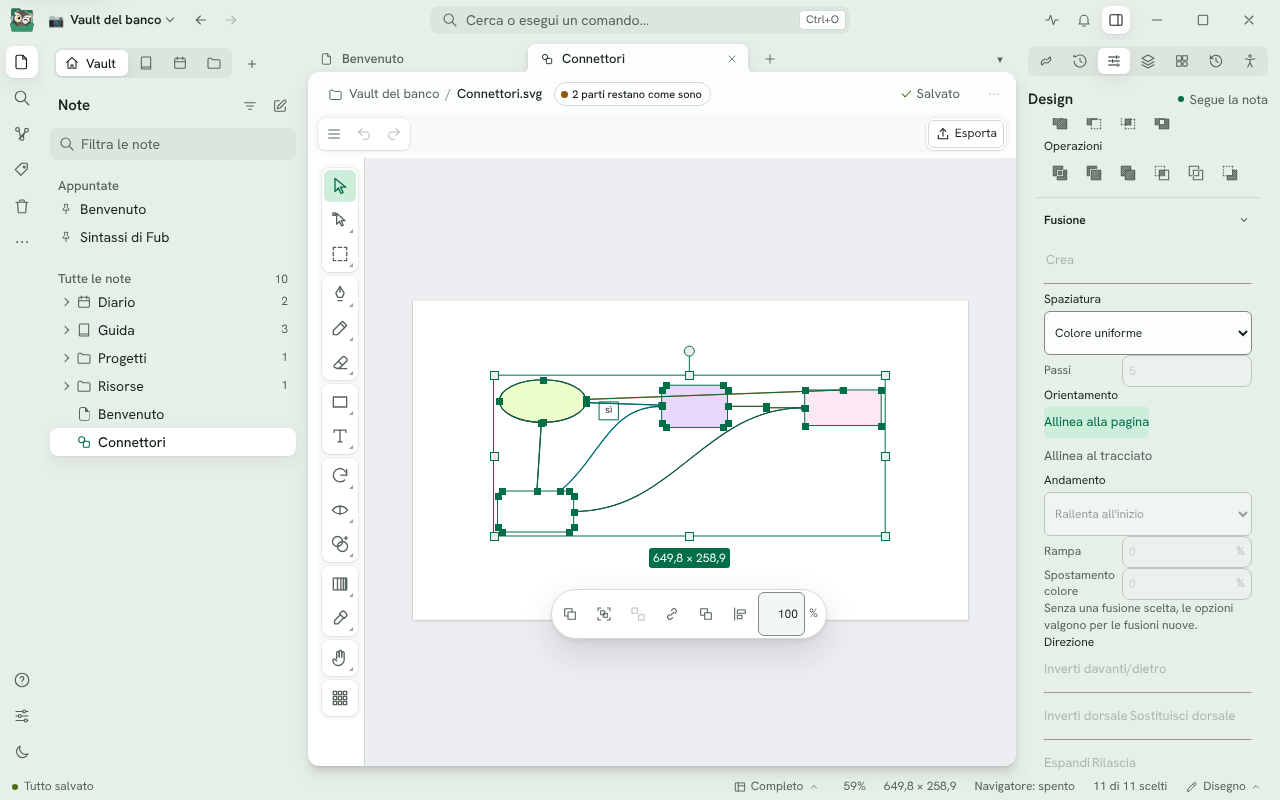 Vault del banco
Cerca o esegui un comando…
Ctrl+O
Vault
Benvenuto
Connettori
Note
Filtra le note
Appuntate
Benvenuto
Sintassi di Fub
Tutte le note
10
Diario
2
Guida
3
Progetti
1
Risorse
1
Benvenuto
Connettori
Tutto salvato
Vault del banco / Connettori.svg
2 parti restano come sono
Salvato
Esporta
sì
649,8 × 258,9
100 %
Design
Segue la nota
Operazioni
Fusione
Crea
Spaziatura
Colore uniforme
Passi
5
Orientamento
Allinea alla pagina
Allinea al tracciato
Andamento
Rallenta all'inizio
Rampa
0 %
Spostamento colore
0 %
Senza una fusione scelta, le opzioni
valgono per le fusioni nuove.
Direzione
Inverti davanti/dietro
Inverti dorsale Sostituisci dorsale
Espandi Rilascia
Completo
59%
649,8 × 258,9
Navigatore: spento
11 di 11 scelti
Disegno